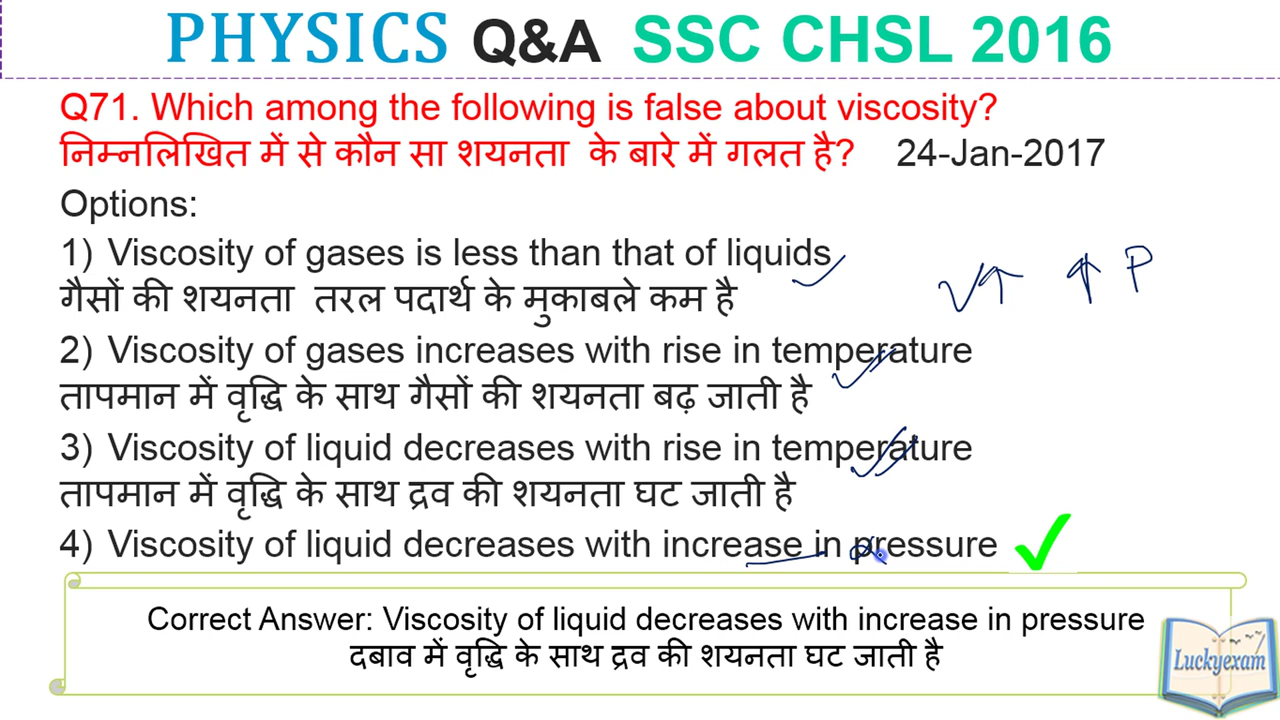 PHYSICS Q&A SSC CHSL 2016
Q71. Which among the following is false about viscosity?
निम्नलिखित में से कौन सा शयनता के बारे में गलत है? 24-Jan-2017
Options:
1) Viscosity of gases is less than that of liquids
गैसों की शयनता तरल पदार्थ के मुकाबले कम है
V↑ ↑ P
2) Viscosity of gases increases with rise in temperature
तापमान में वृद्धि के साथ गैसों की शयनता बढ़ जाती है
3) Viscosity of liquid decreases with rise in temperature
तापमान में वृद्धि के साथ द्रव की शयनता घट जाती है
4) Viscosity of liquid decreases with increase in pressure
Correct Answer: Viscosity of liquid decreases with increase in pressure
दबाव में वृद्धि के साथ द्रव की शयनता घट जाती है
Luckyexam